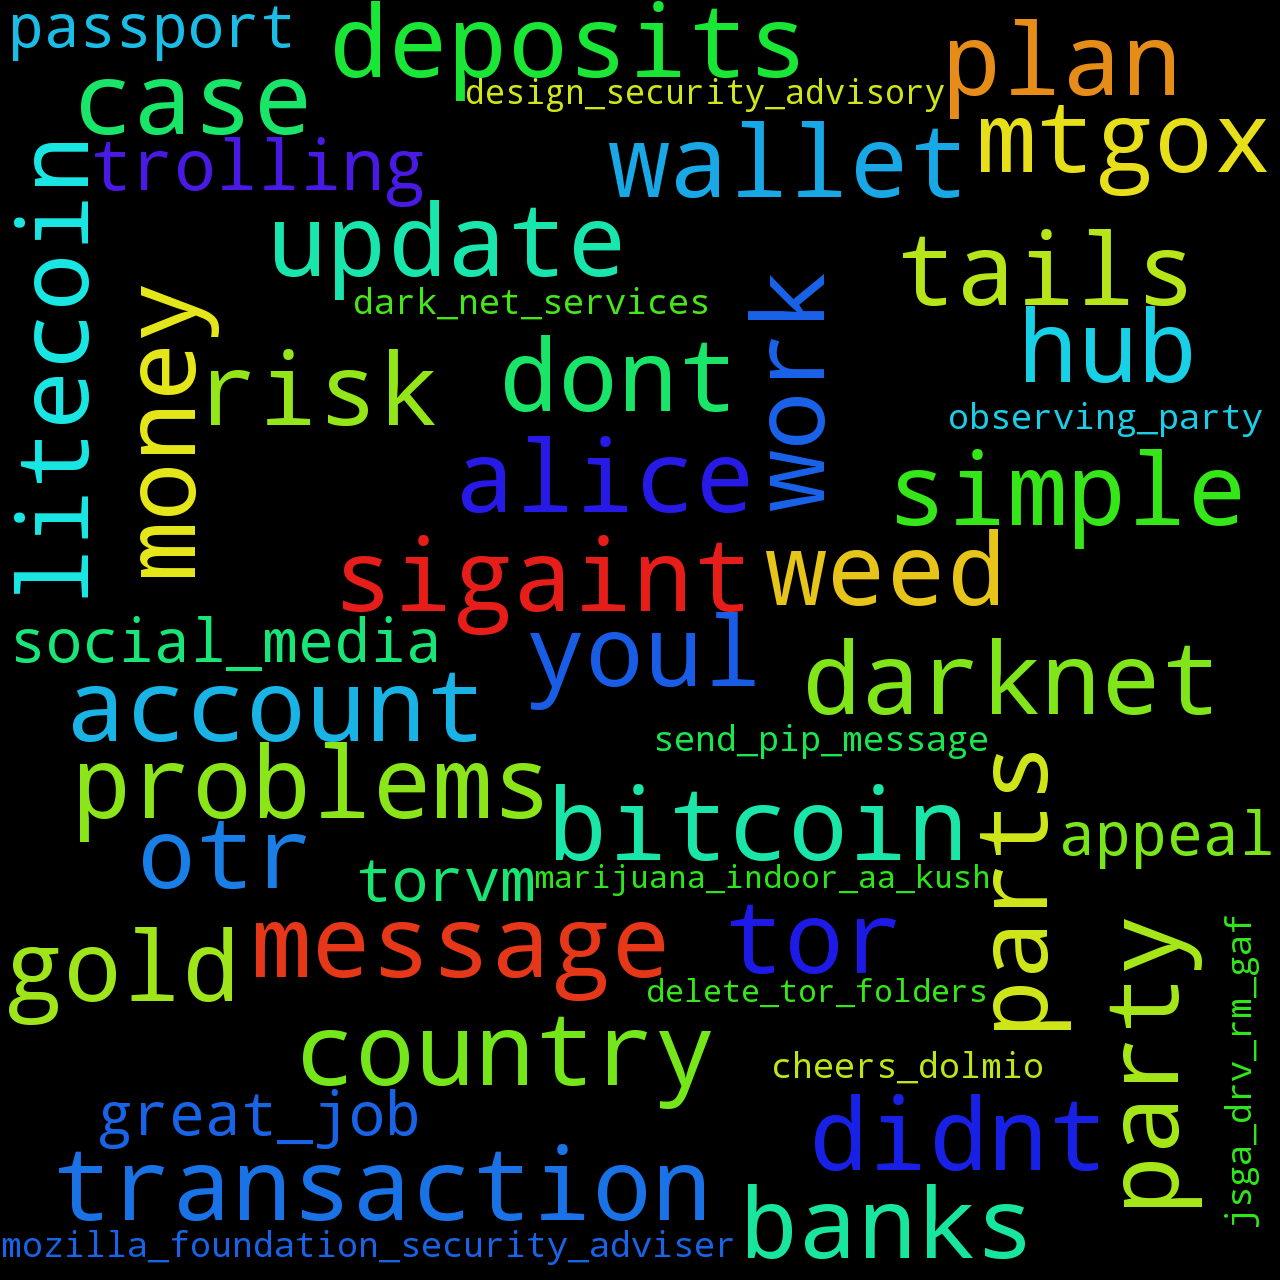 passport
deposits
plan
case
design_security_advisory
mtgox
trolling
wallet
litecoin
update
tails
money
dark_net_services
work
hub
risk
dont
observing_party
alice
simple
sigaint
weed
social_media
youl
darknet
account
send_pip_message
problems
bitcoin
parts
appeal
otr
torvm
marijuana_indoor_aa_kush
gold
message
tor
party
jsga_drv_rm_gaf
delete_tor_folders
country
cheers_dolmio
great_job
didnt
transaction
banks
mozilla_foundation_security_adviser